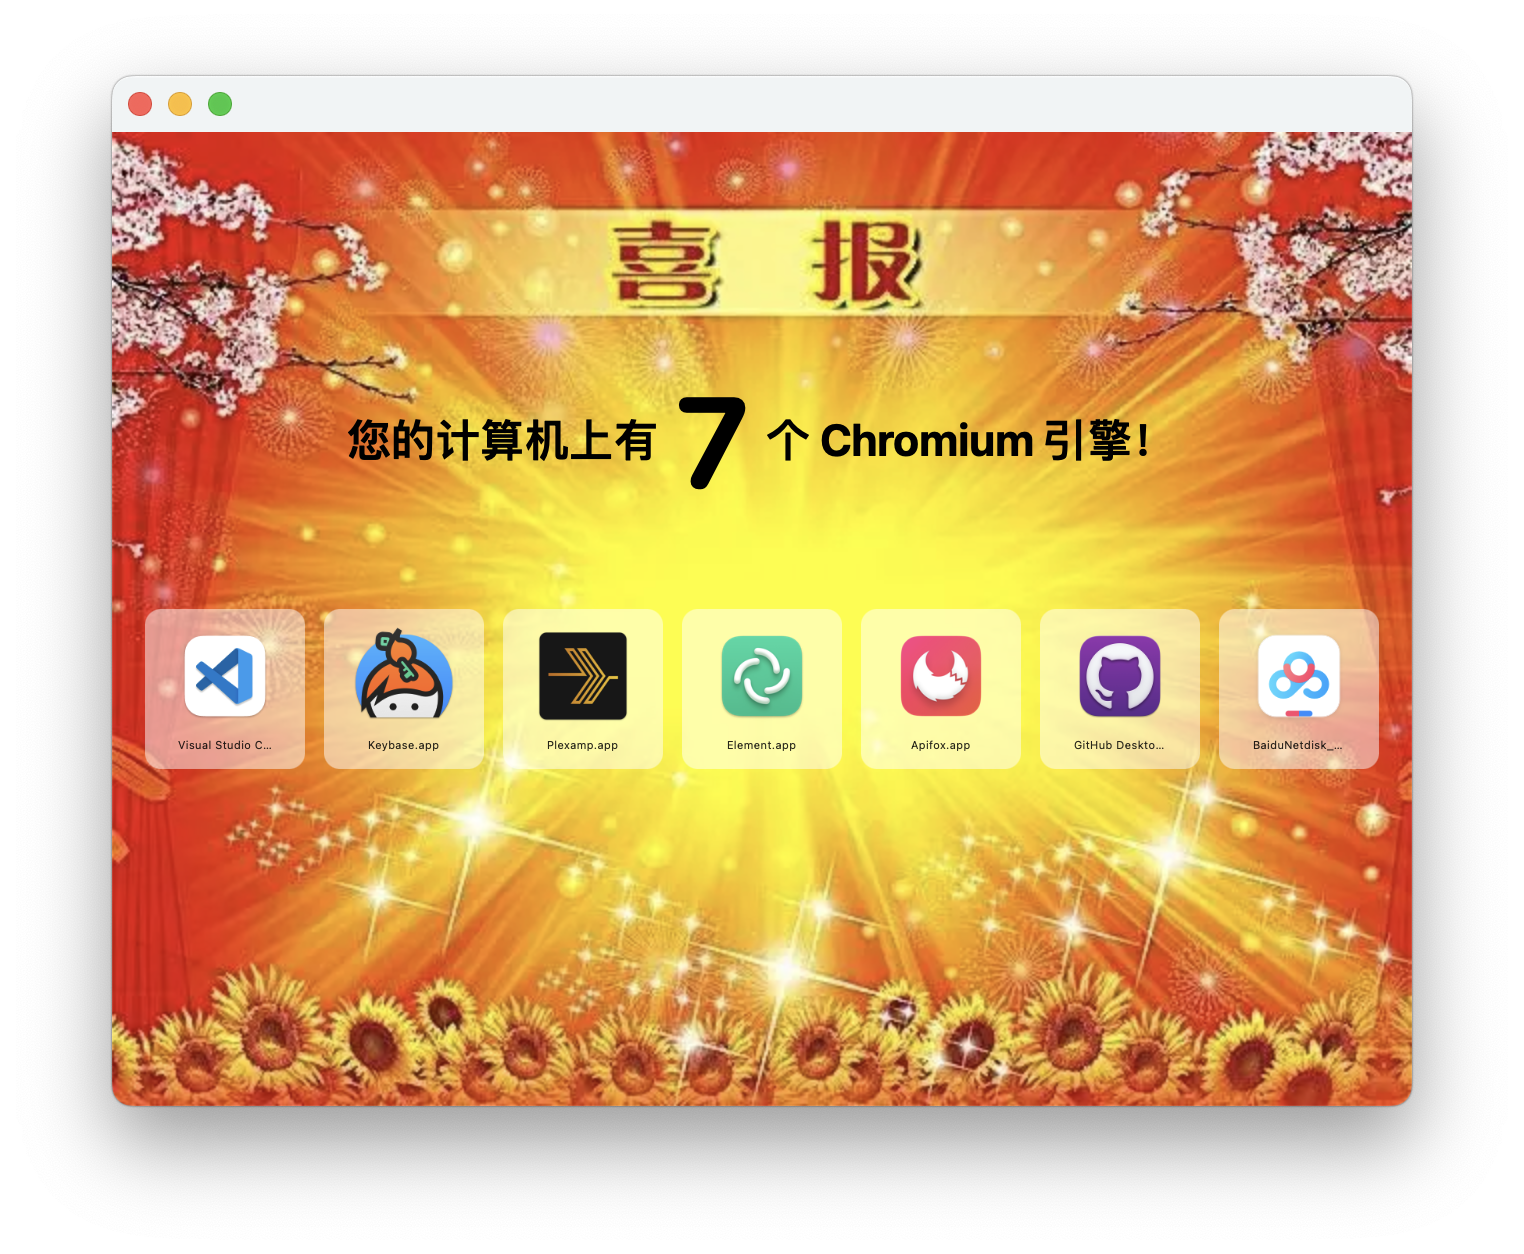 喜 报
您的计算机上有 7 个 Chromium 引擎!
Visual Studio C...
Keybase.app
Plexamp.app
Element.app
Apifox.app
GitHub Deskto...
BaiduNetdisk_...